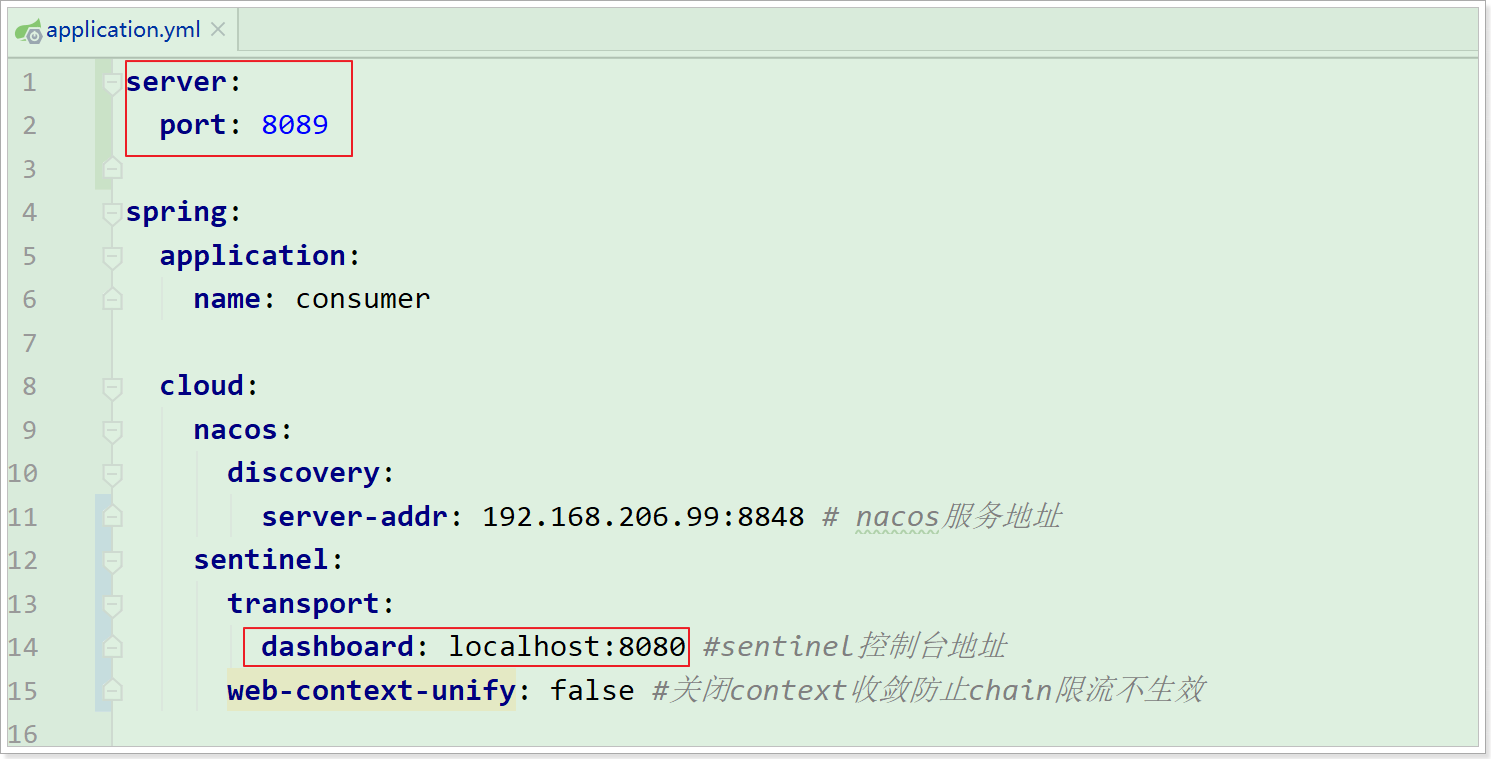 application.yml
1 server:
2   port: 8089
3
4 spring:
5   application:
6     name: consumer
7
8   cloud:
9     nacos:
10       discovery:
11         server-addr: 192.168.206.99:8848 # nacos服务地址
12     sentinel:
13       transport:
14         dashboard: localhost:8080 #sentinel控制台地址
15       web-context-unify: false #关闭context收敛防止chain限流不生效
16